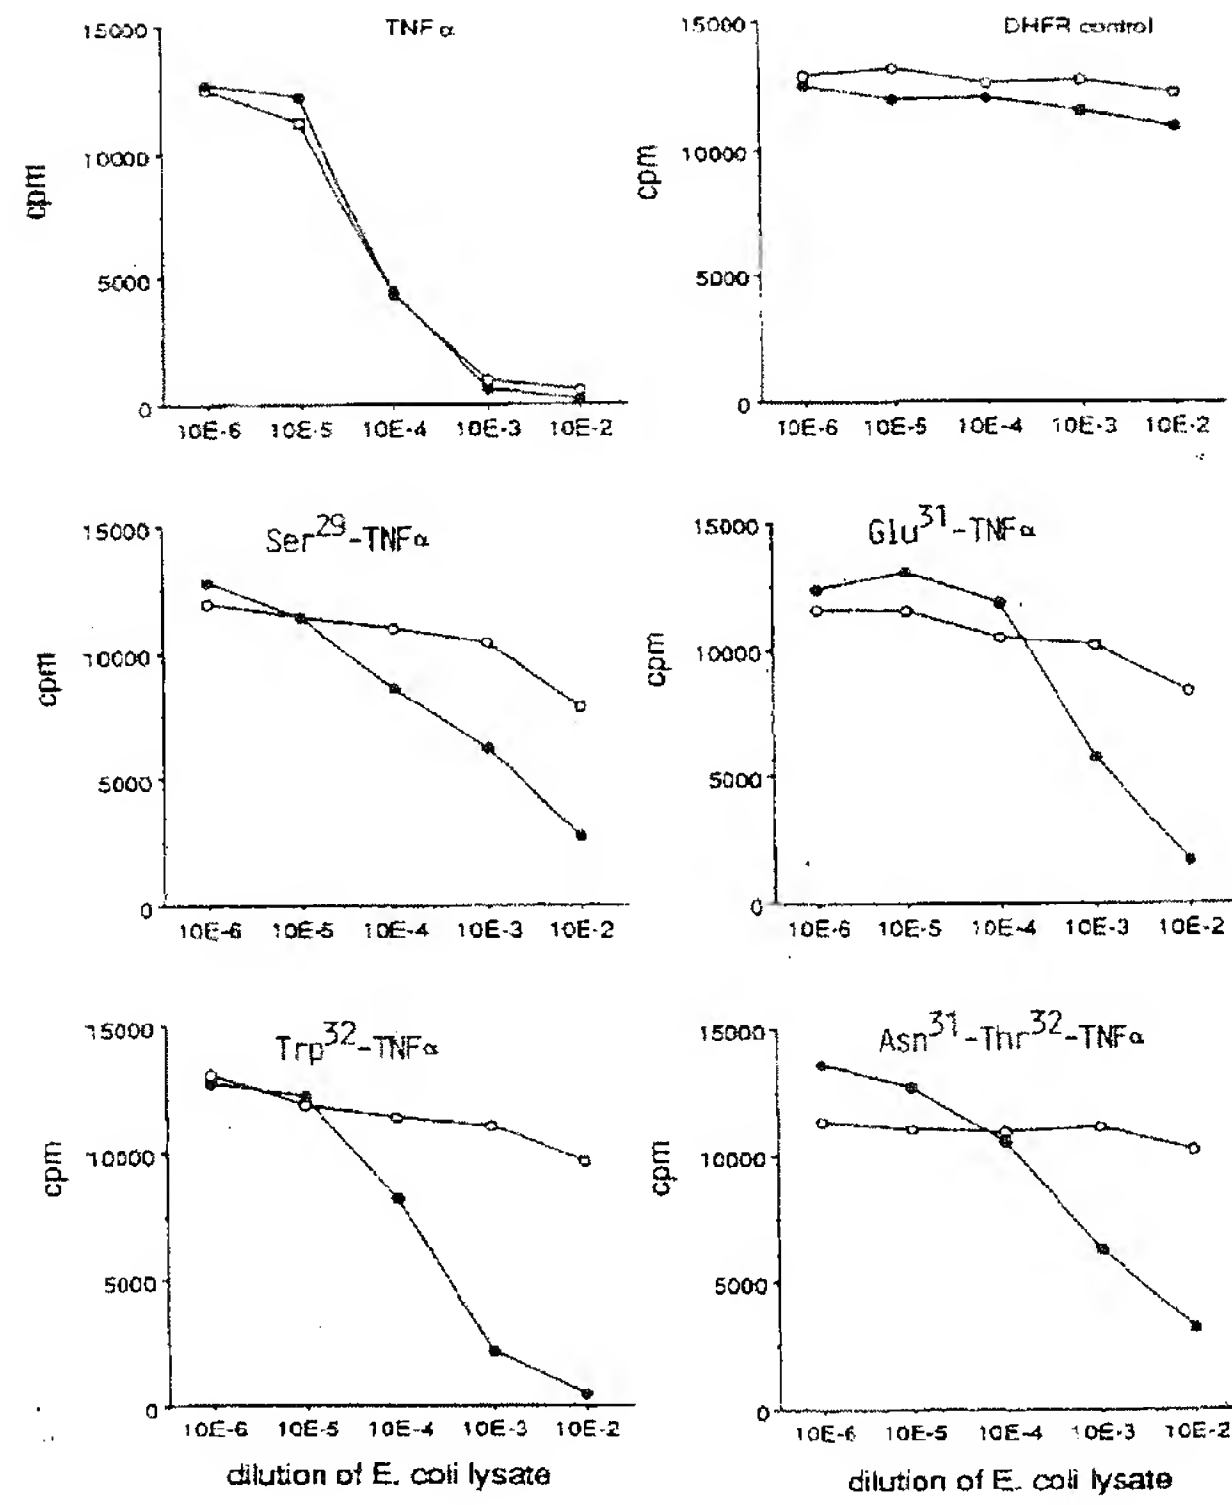 TNF α
15000
10000
5000
0
cpm
10E-6 10E-5 10E-4 10E-3 10E-2
DHFR control
15000
10000
5000
0
cpm
10E-6 10E-5 10E-4 10E-3 10E-2
Ser29-TNFα
15000
10000
5000
0
cpm
10E-6 10E-5 10E-4 10E-3 10E-2
Glu31-TNFα
15000
10000
5000
0
cpm
10E-6 10E-5 10E-4 10E-3 10E-2
Trp32-TNFα
15000
10000
5000
0
cpm
10E-6 10E-5 10E-4 10E-3 10E-2
dilution of E. coli lysate
Asn31-Thr32-TNFα
15000
10000
5000
0
cpm
10E-6 10E-5 10E-4 10E-3 10E-2
dilution of E. coli lysate